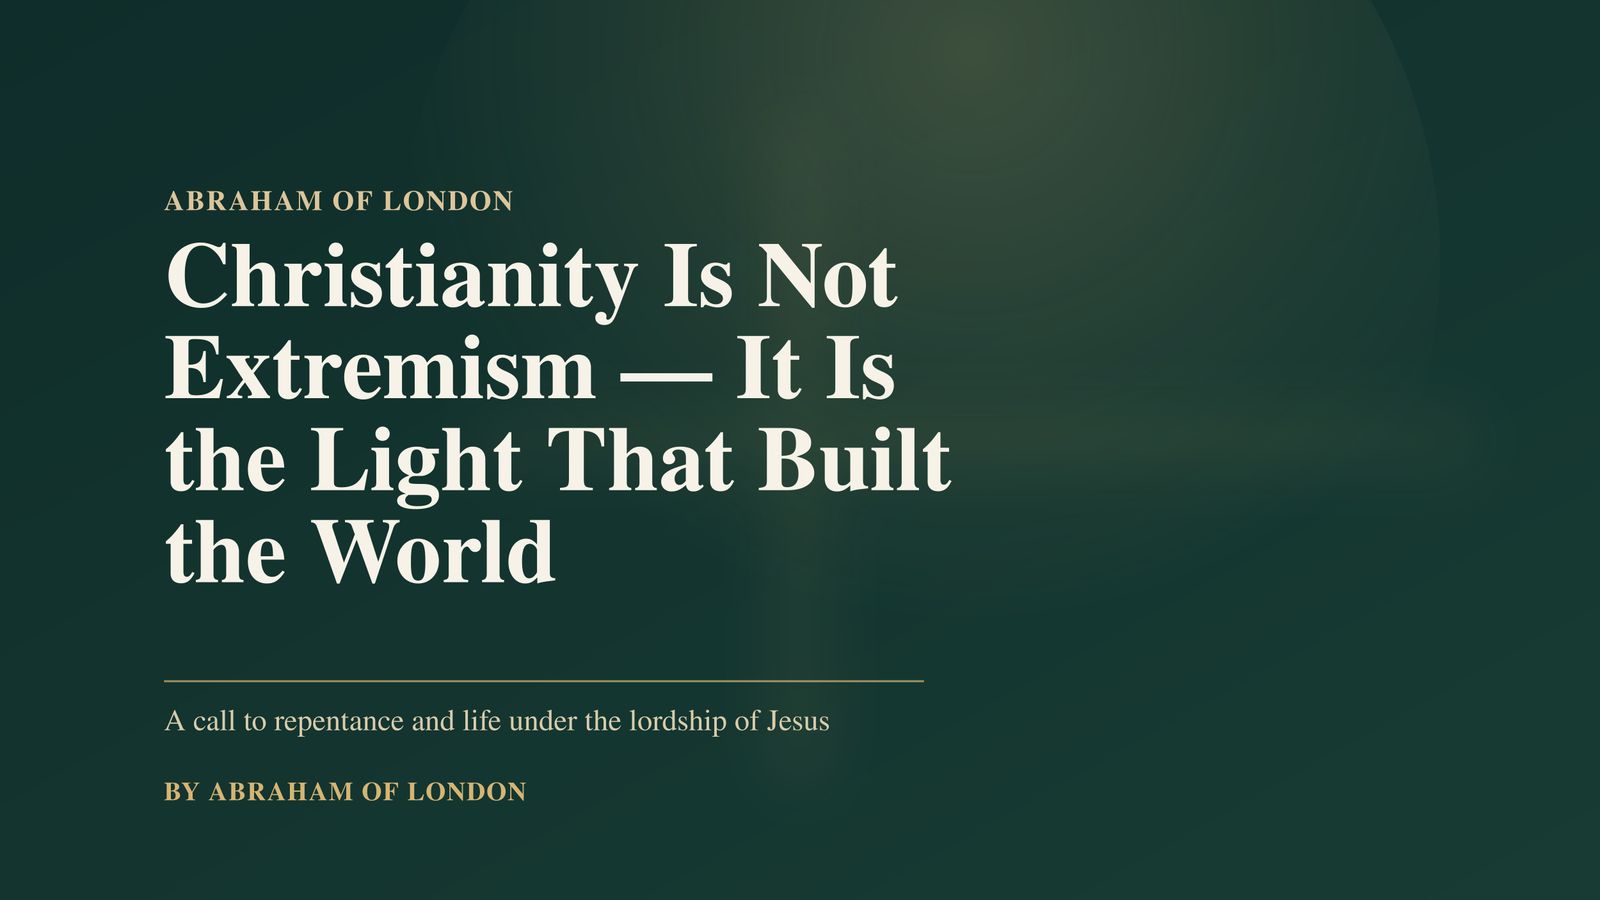 ABRAHAM OF LONDON
Christianity Is Not
Extremism — It Is
the Light That Built
the World
A call to repentance and life under the lordship of Jesus
BY ABRAHAM OF LONDON